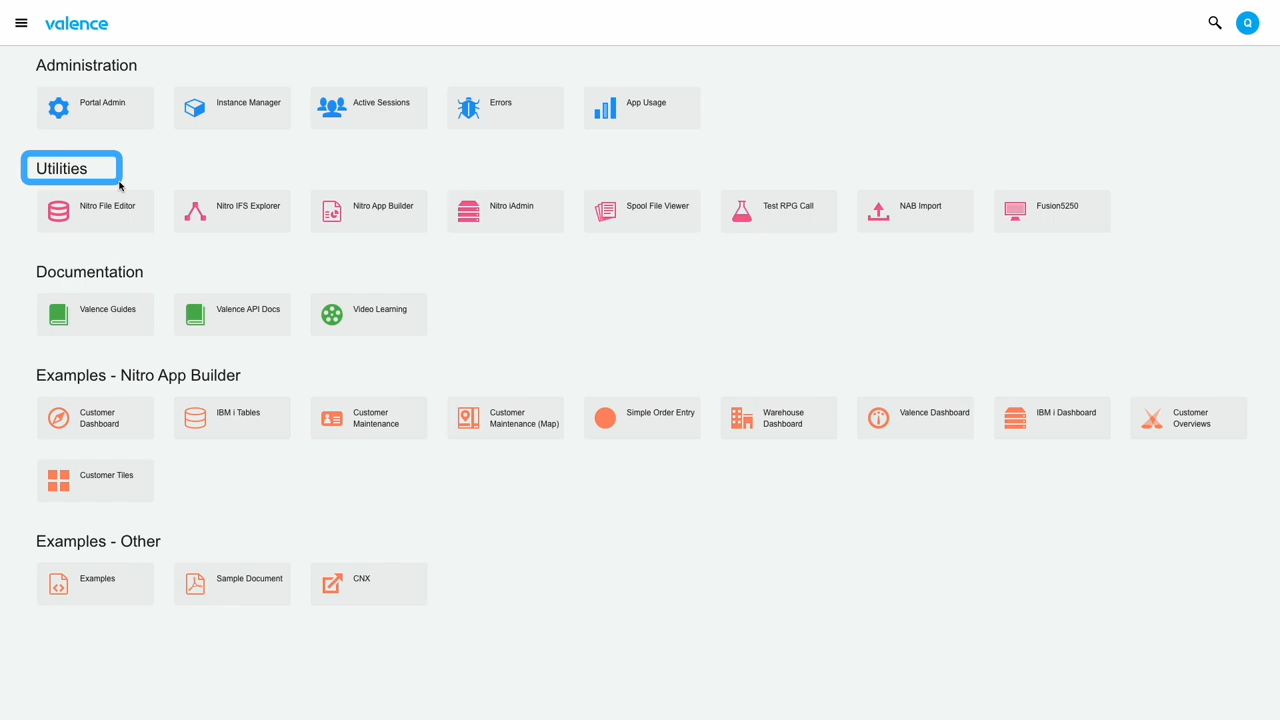 valence
Q
Administration
Portal Admin
Instance Manager
Active Sessions
Errors
App Usage
Utilities
Nitro File Editor
Nitro IFS Explorer
Nitro App Builder
Nitro iAdmin
Spool File Viewer
Test RPG Call
NAB Import
Fusion5250
Documentation
Valence Guides
Valence API Docs
Video Learning
Examples - Nitro App Builder
Customer
Dashboard
IBM i Tables
Customer
Maintenance
Customer
Maintenance (Map)
Simple Order Entry
Warehouse
Dashboard
Valence Dashboard
IBM i Dashboard
Customer
Overviews
Customer Tiles
Examples - Other
Examples
Sample Document
CNX